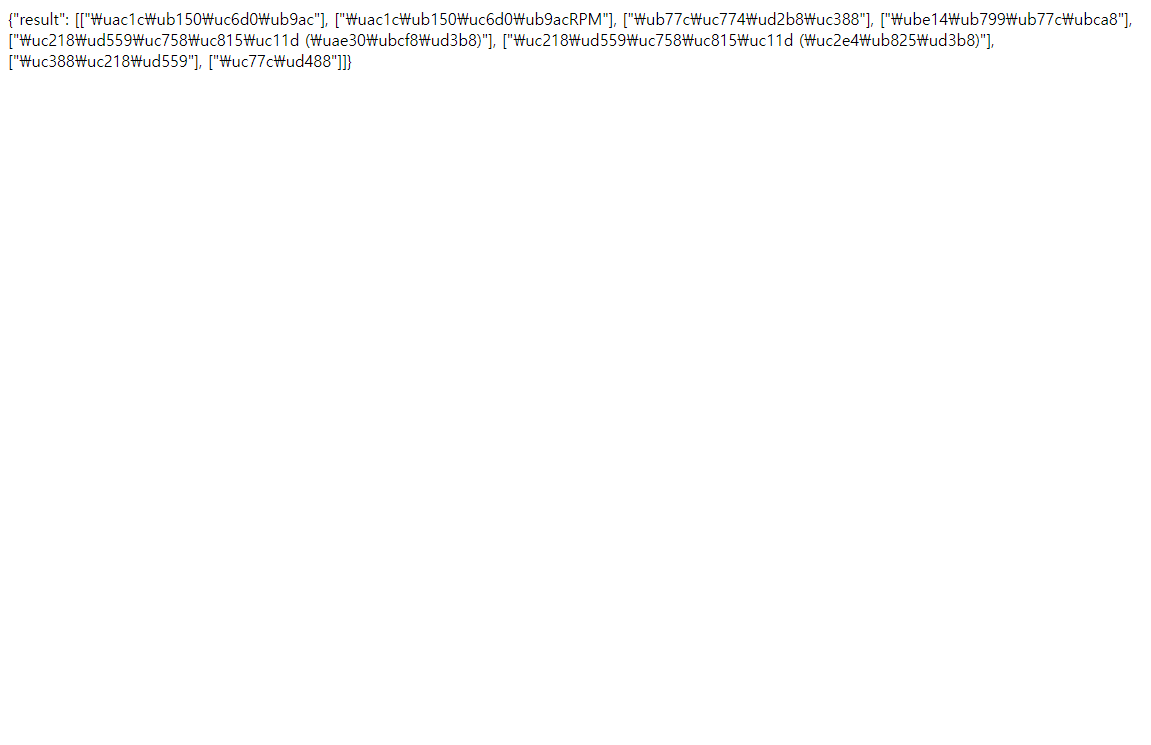 {"result": [["₩uac1c₩ub150₩uc6d0₩ub9ac"], ["₩uac1c₩ub150₩uc6d0₩ub9acRPM"], ["₩ub77c₩uc774₩ud2b8₩uc388"], ["₩ube14₩ub799₩ub77c₩ubca8"],
["₩uc218₩ud559₩uc758₩uc815₩uc11d (₩uae30₩ubcf8₩ud3b8)"], ["₩uc218₩ud559₩uc758₩uc815₩uc11d (₩uc2e4₩ub825₩ud3b8)"],
["₩uc388₩uc218₩ud559"], ["₩uc77c₩ud488"]]}